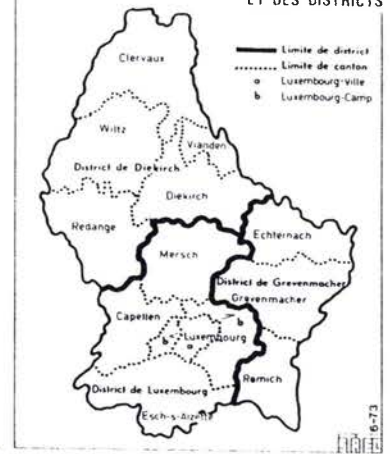 ET DES DISTRICTS
Limite de district
Limite de canton
a Luxembourg-Ville
b Luxembourg-Camp
Clervaux
Wiltz
Vianden
District de Diekirch
Diekirch
Redange
Echternach
Mersch
District de Grevenmacher
Grevenmacher
Capellen
b
Luxembourg
b
a
Remich
District de Luxembourg
Esch-s-Alzette
6-73